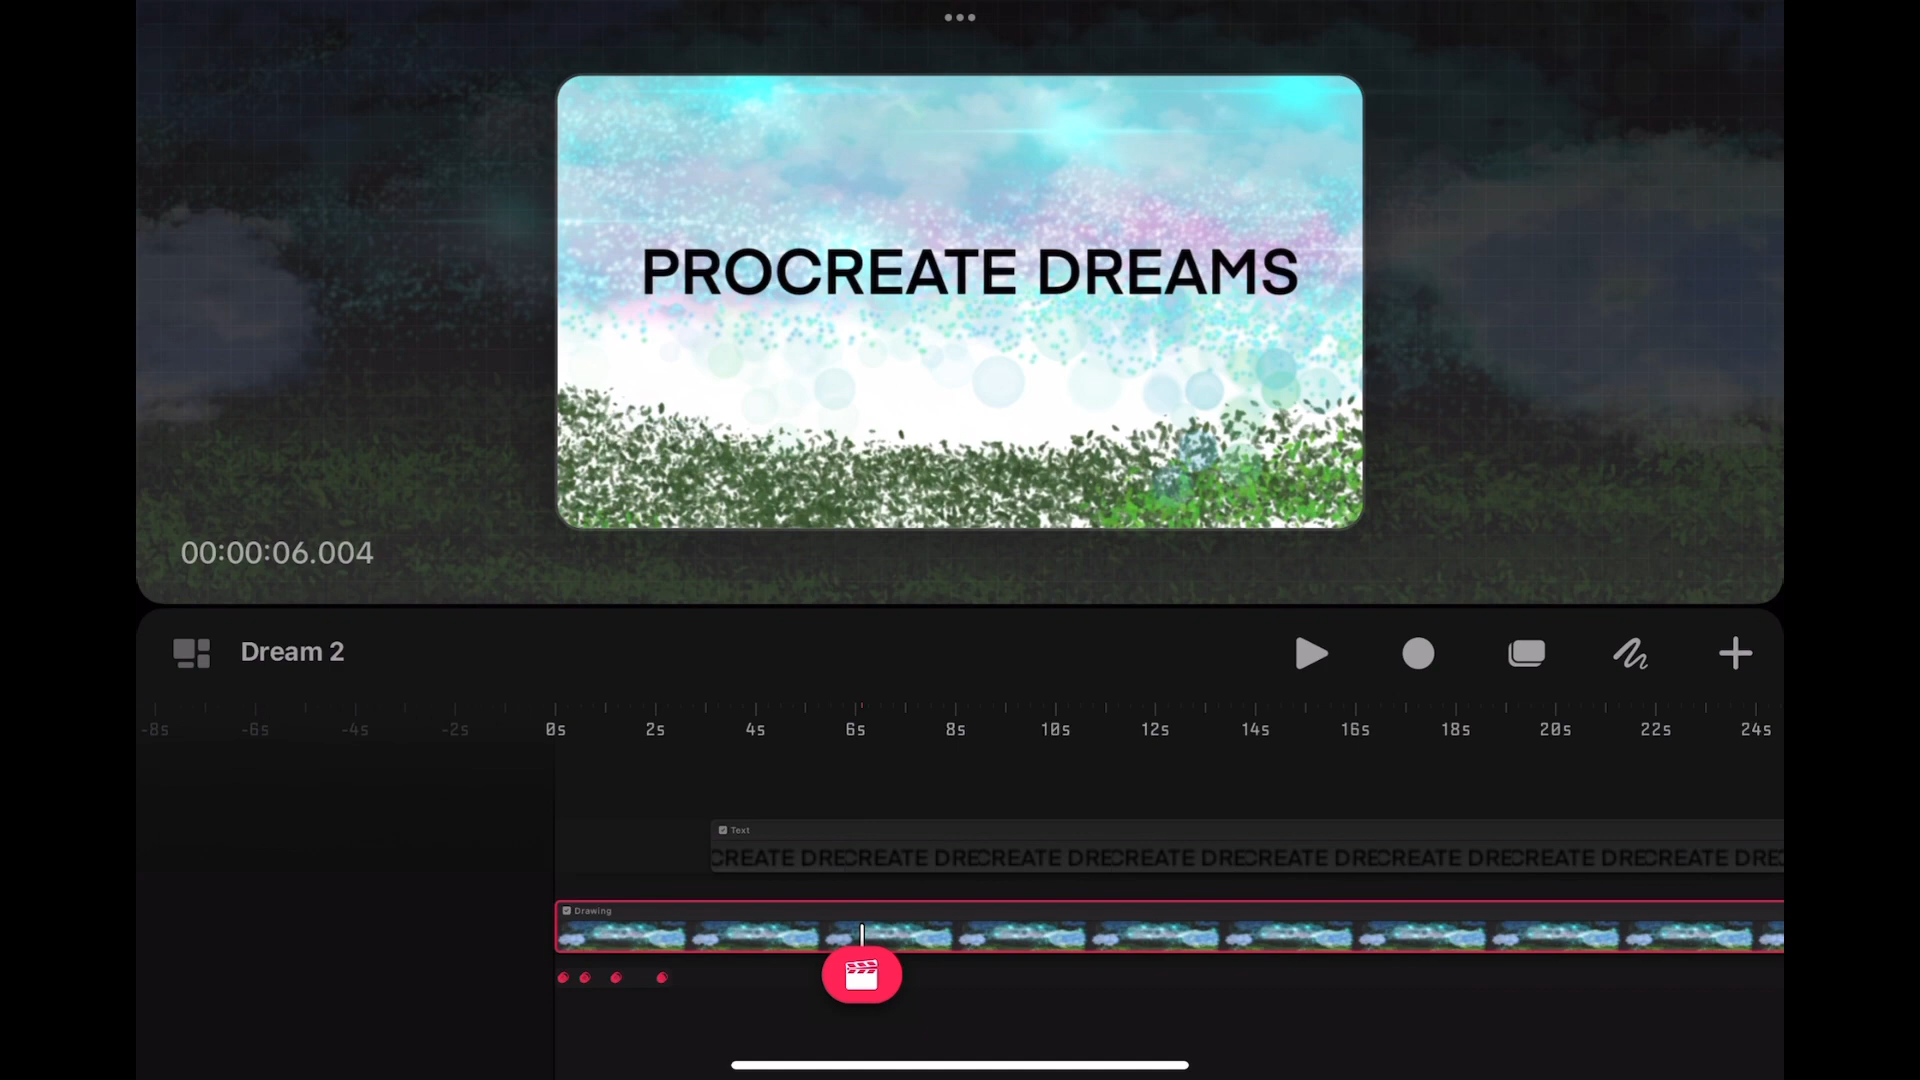 PROCREATE DREAMS
00:00:06.004
Dream 2
-8s -6s -4s -2s 0s 2s 4s 6s 8s 10s 12s 14s 16s 18s 20s 22s 24s
Text
CREATE DRECREATE DRECREATE DRECREATE DRECREATE DRECREATE DRECREATE DRECREATE DRE
Drawing